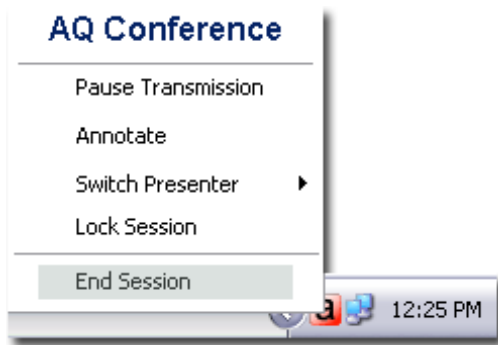 AQ Conference
Pause Transmission
Annotate
Switch Presenter
Lock Session
End Session
a 12:25 PM